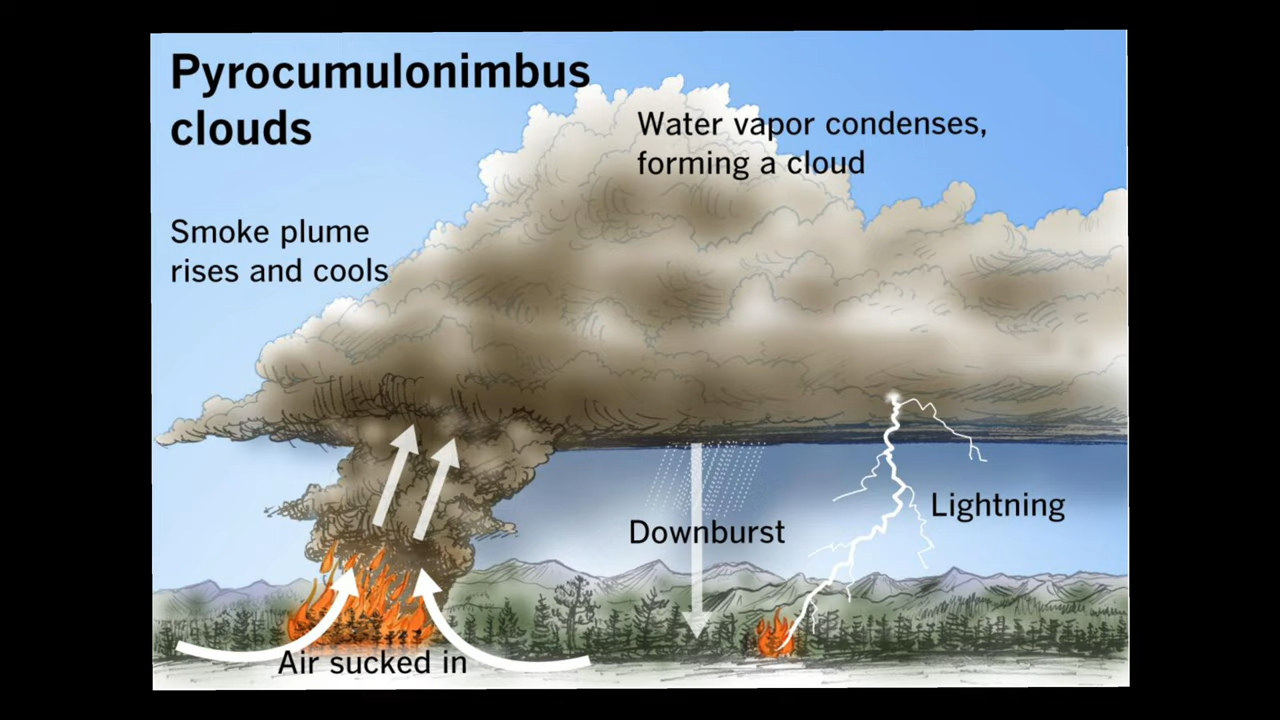 Pyrocumulonimbus
clouds
Water vapor condenses,
forming a cloud
Smoke plume
rises and cools
Lightning
Downburst
Air sucked in